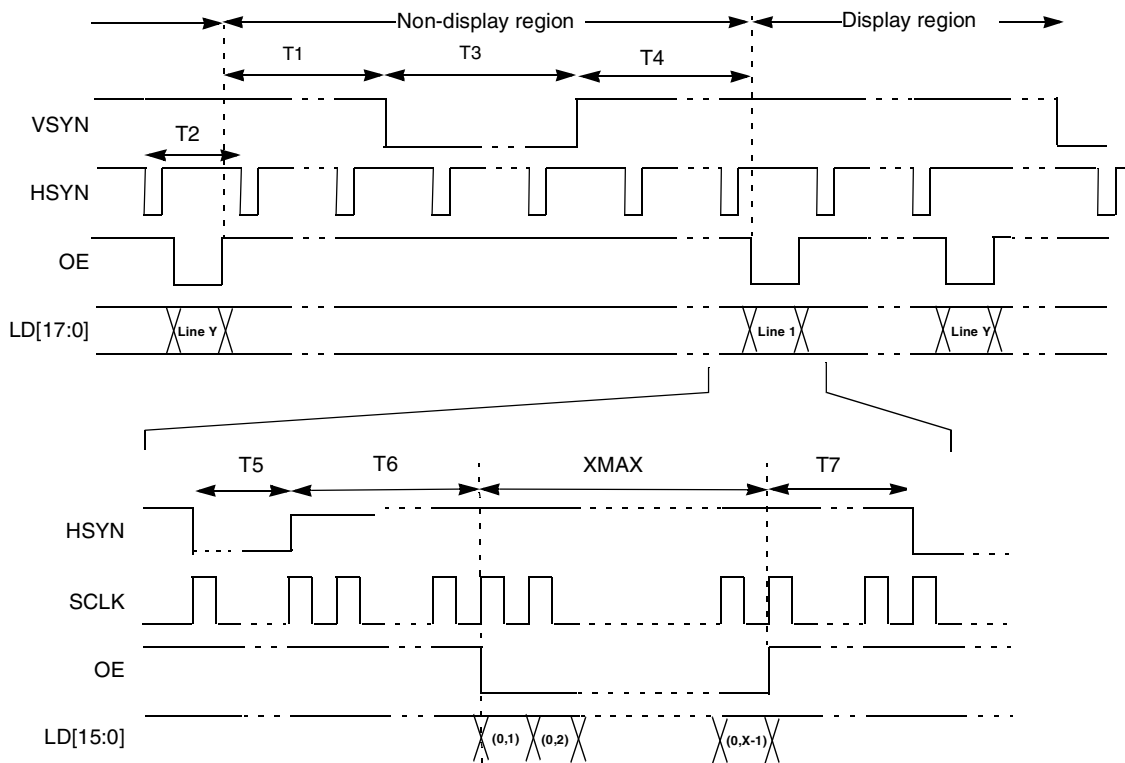 Non-display region
Display region
T1
T3
T4
VSYN
T2
HSYN
OE
LD[17:0]
Line Y
Line 1
Line Y
T5
T6
XMAX
T7
HSYN
SCLK
OE
LD[15:0]
(0,1)
(0,2)
(0,X-1)